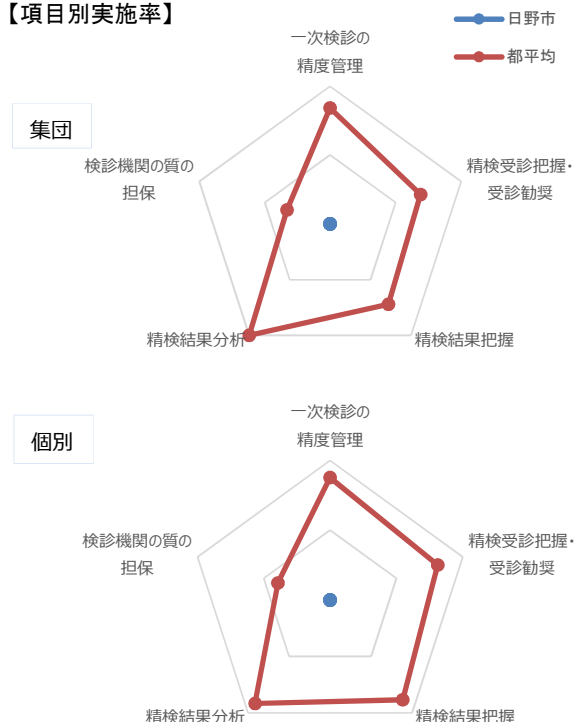 【項目別実施率】
日野市
都平均
集団
一次検診の
精度管理
精検受診把握・
受診勧奨
精検結果把握
精検結果分析
検診機関の質の
担保
個別
一次検診の
精度管理
精検受診把握・
受診勧奨
精検結果把握
精検結果分析
検診機関の質の
担保